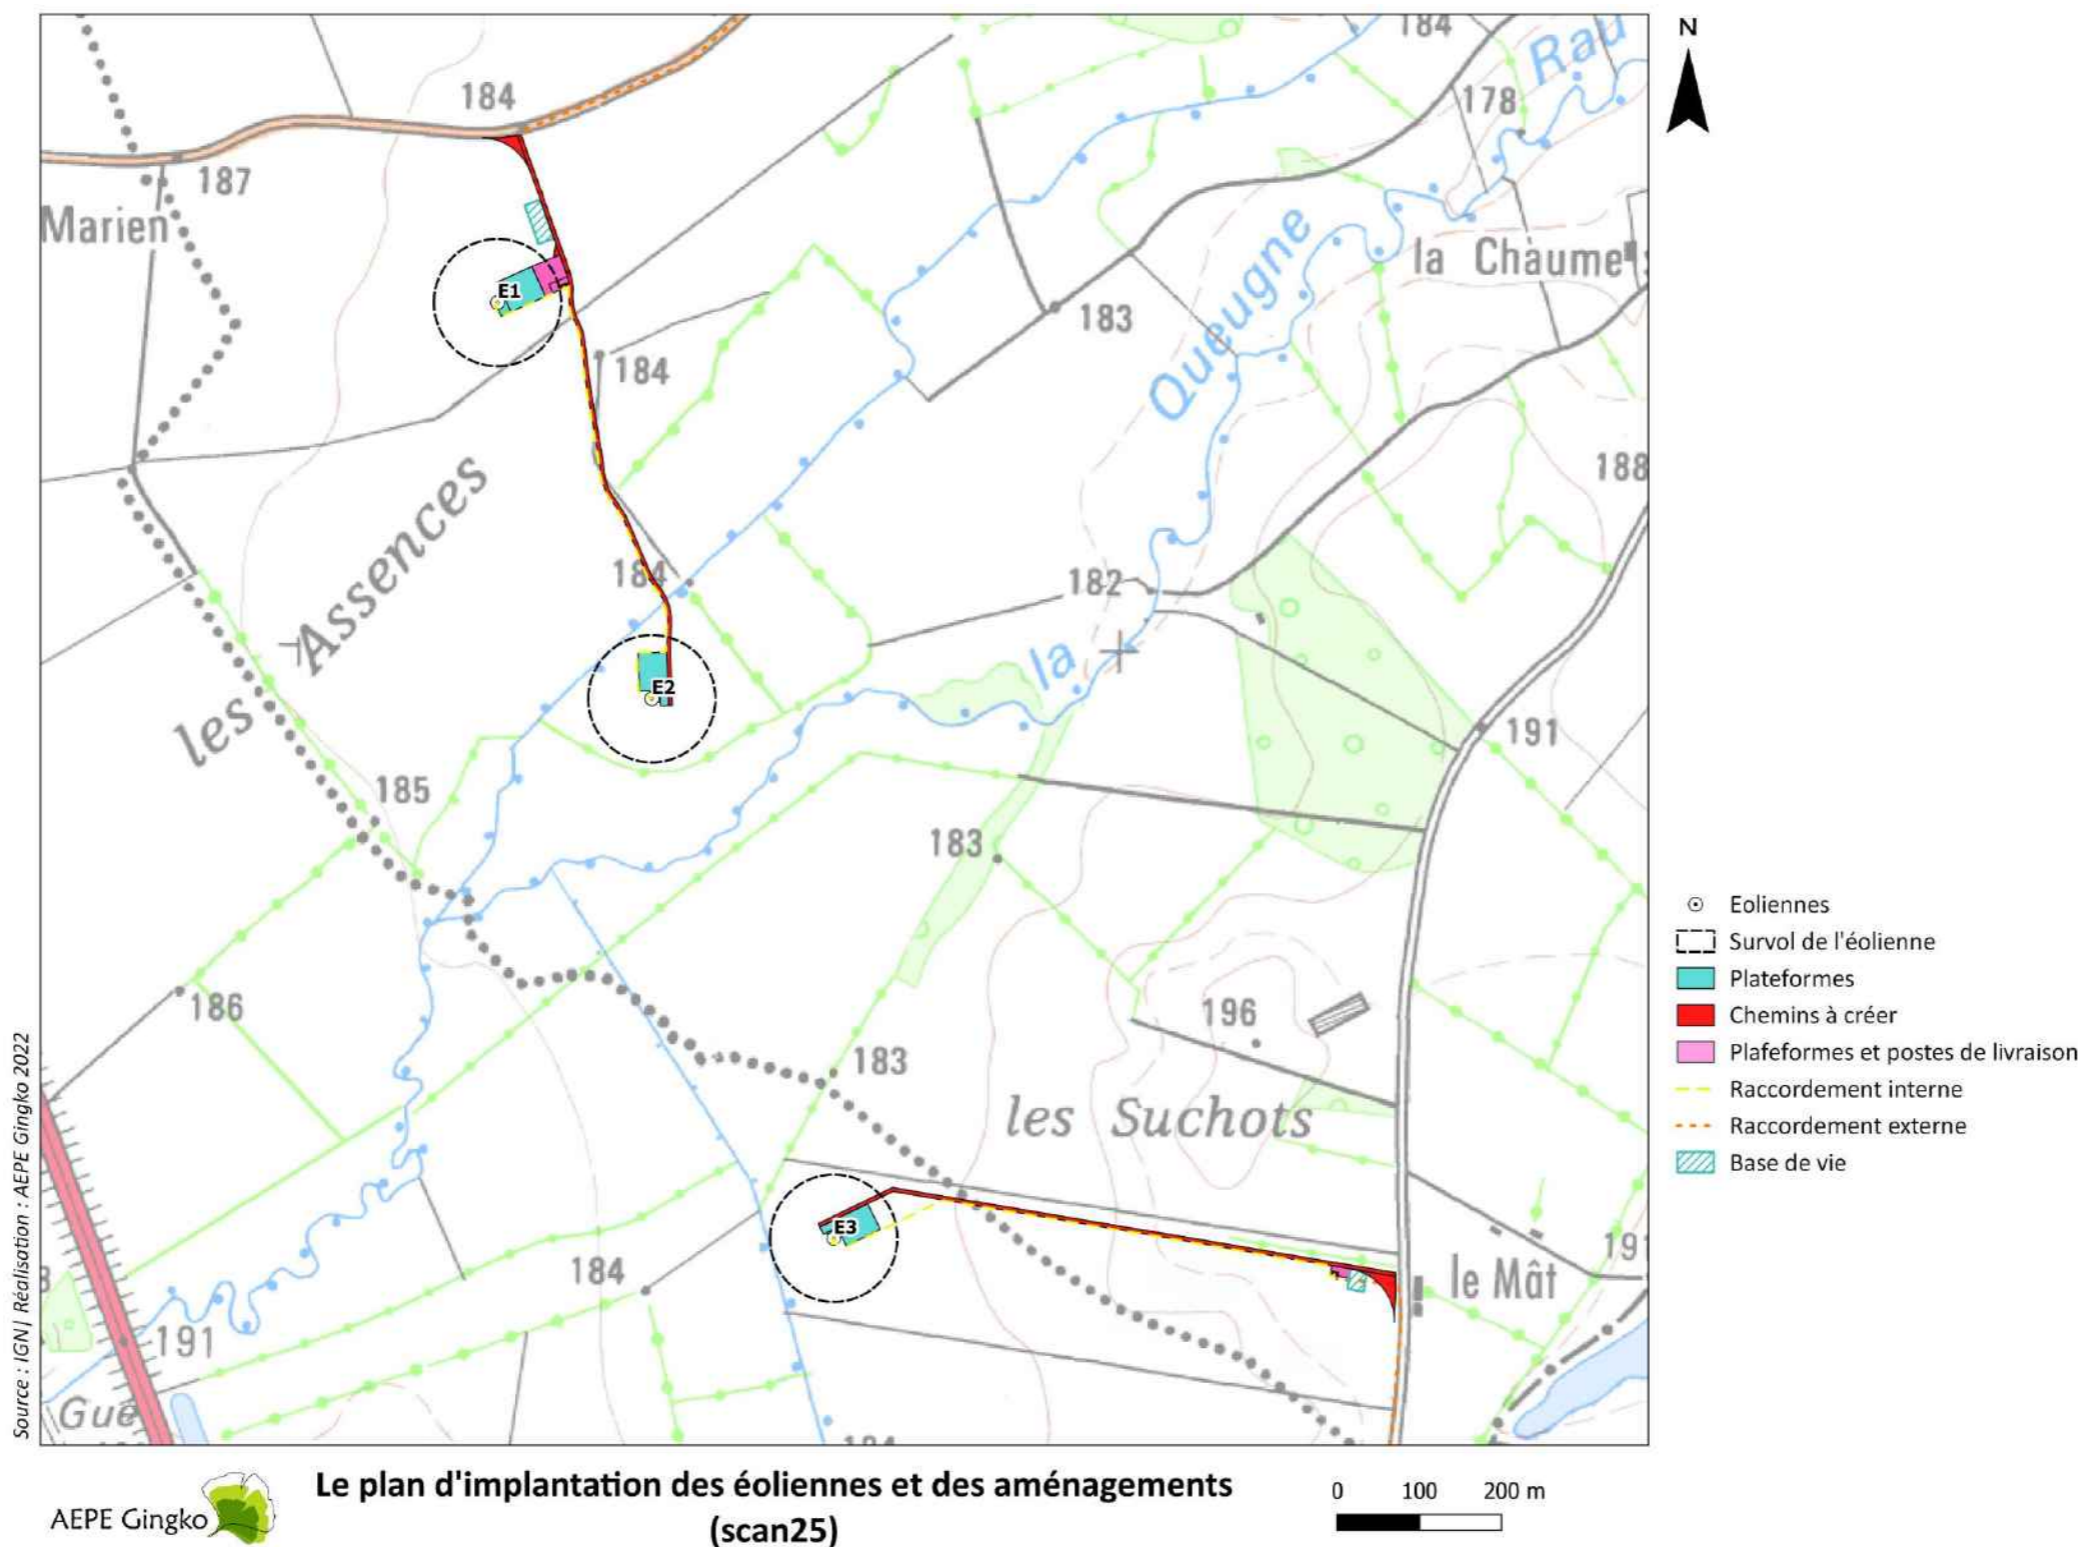 N
184
184
Rau
178
187
Marien
la Chaume
Queugne
183
E1
184
188
Assences
184
182
la
E2
les
191
185
183
186
196
183
les Suchots
E3
184
le Mât
191
Gué
Eoliennes
Survol de l'éolienne
Plateformes
Chemins à créer
Plafeformes et postes de livraison
Raccordement interne
Raccordement externe
Base de vie
Source : IGN| Réalisation : AEPE Gingko 2022
AEPE Gingko
Le plan d'implantation des éoliennes et des aménagements
(scan25)
0 100 200 m